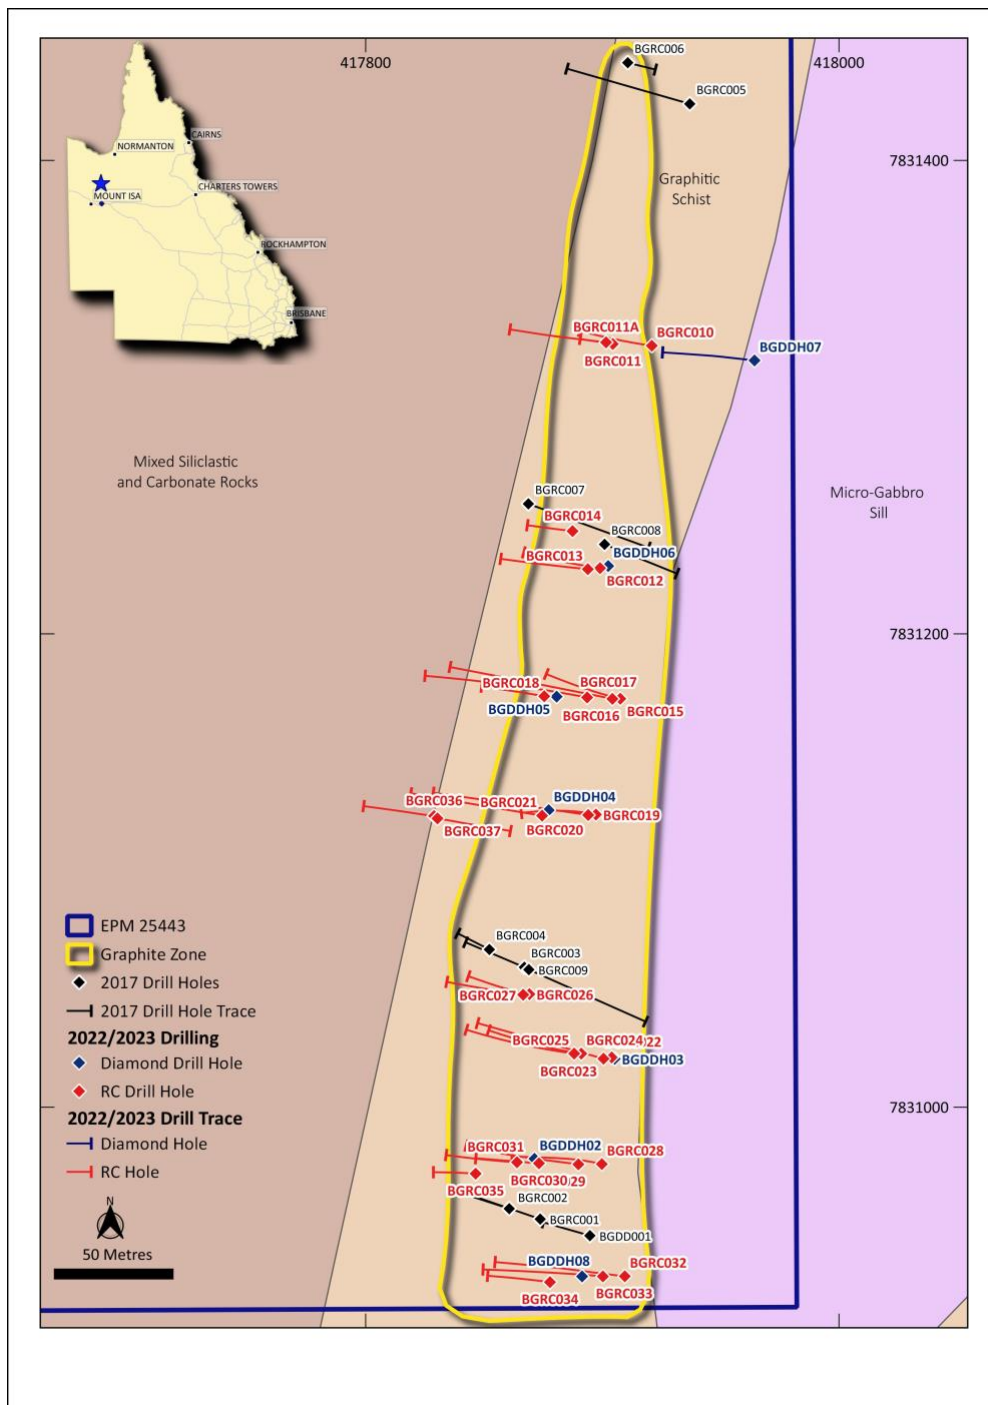 417800
418000
BGRC006
BGRC005
CAIRNS
NORMANTON
7831400
Graphitic
Schist
CHARTERS TOWERS
MOUNT ISA
ROCKHAMPTON
BRISBANE
BGRC011A
BGRC010
BGDDH07
BGRC011
Mixed Siliclastic
and Carbonate Rocks
BGRC007
Micro-Gabbro
Sill
BGRC014
BGRC008
BGRC013
BGDDH06
BGRC012
7831200
BGRC018
BGRC017
BGDDH05
BGRC016
BGRC015
BGRC036
BGRC021
BGDDH04
BGRC037
BGRC020
BGRC019
EPM 25443
BGRC004
Graphite Zone
BGRC003
BGRC009
2017 Drill Holes
BGRC027
BGRC026
2017 Drill Hole Trace
2022/2023 Drilling
BGRC025
BGRC024
22
Diamond Drill Hole
BGRC023
BGDDH03
RC Drill Hole
7831000
2022/2023 Drill Trace
Diamond Hole
BGRC031
BGDDH02
BGRC028
RC Hole
BGRC035
BGRC030
29
BGRC002
N
BGRC001
BGDD001
50 Metres
BGDDH08
BGRC032
BGRC034
BGRC033